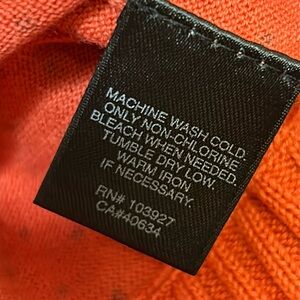 MACHINE WASH COLD.
ONLY NON-CHLORINE
BLEACH WHEN NEEDED.
TUMBLE DRY LOW.
WARM IRON
IF NECESSARY.
RN# 103927
CA#40634